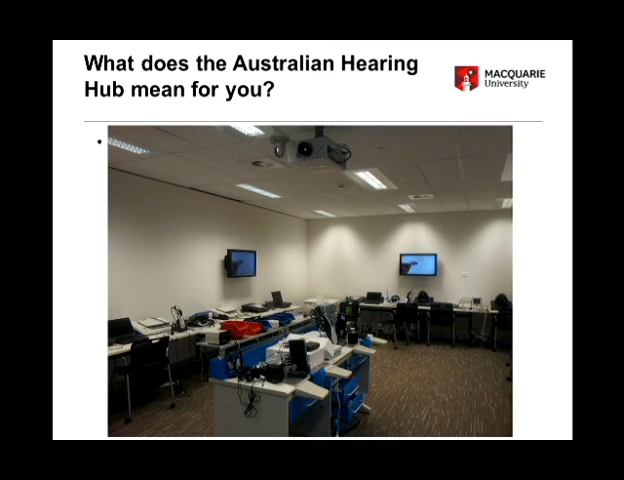 What does the Australian Hearing
Hub mean for you?
MACQUARIE
University